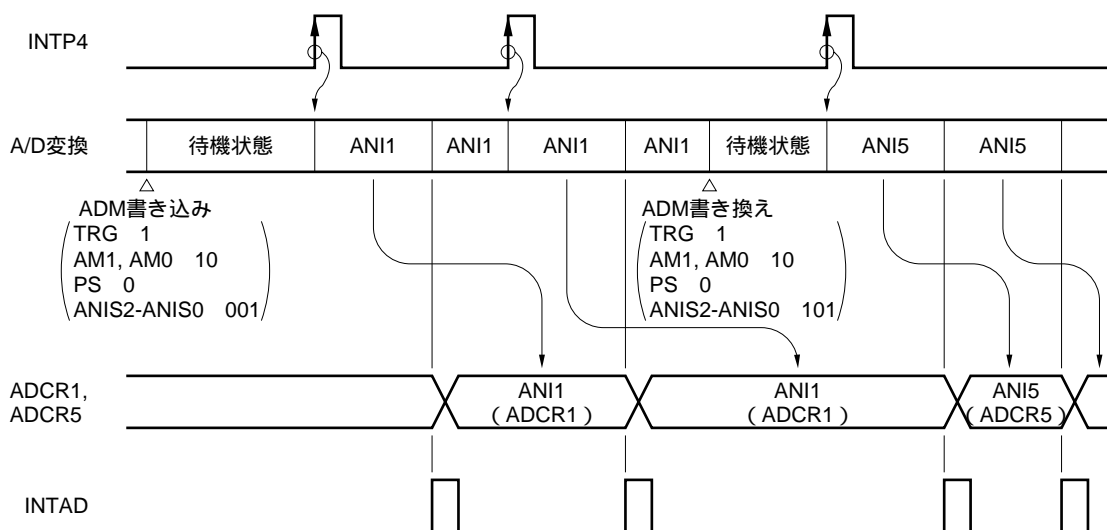 INTP4
A/D変換
待機状態
ANI1
ANI1
ANI1
ANI1
待機状態
ANI5
ANI5
ADM書き込み
TRG 1
AM1, AM0 10
PS 0
ANIS2-ANIS0 001
ADM書き換え
TRG 1
AM1, AM0 10
PS 0
ANIS2-ANIS0 101
ADCR1,
ADCR5
ANI1
(ADCR1)
ANI1
(ADCR1)
ANI5
(ADCR5)
INTAD